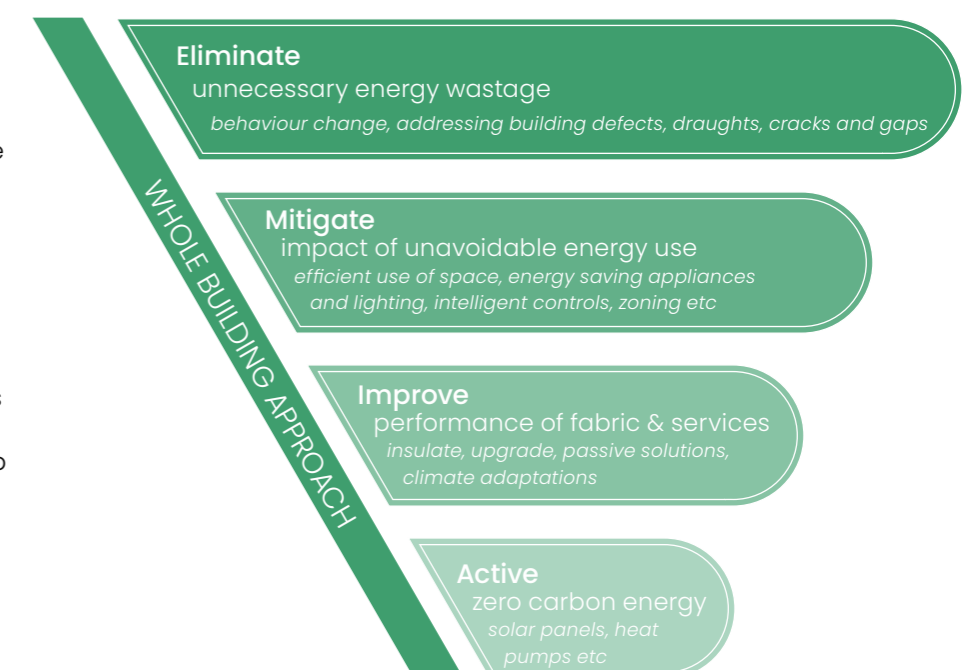 Eliminate
unnecessary energy wastage
behaviour change, addressing building defects, draughts, cracks and gaps
WHOLE BUILDING APPROACH
Mitigate
impact of unavoidable energy use
efficient use of space, energy saving appliances
and lighting, intelligent controls, zoning etc
Improve
performance of fabric & services
insulate, upgrade, passive solutions,
climate adaptations
Active
zero carbon energy
solar panels, heat
pumps etc